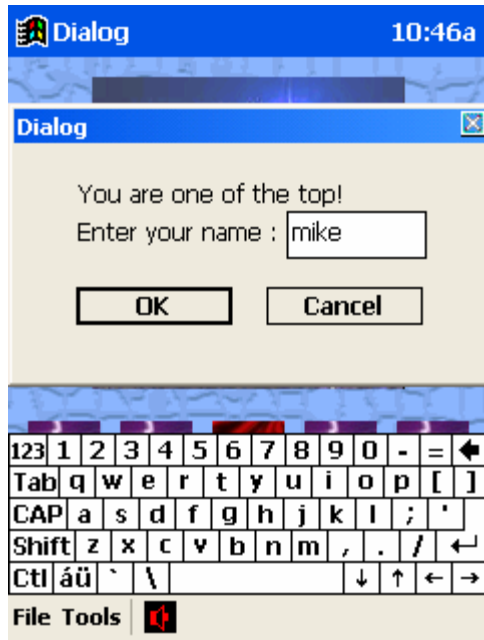 Dialog 10:46a
Dialog
You are one of the top!
Enter your name : mike
OK Cancel
123 1 2 3 4 5 6 7 8 9 0 - =
Tab q w e r t y u i o p [ ]
CAP a s d f g h j k l ; '
Shift z x c v b n m , . /
Ctl áü ` \
File Tools